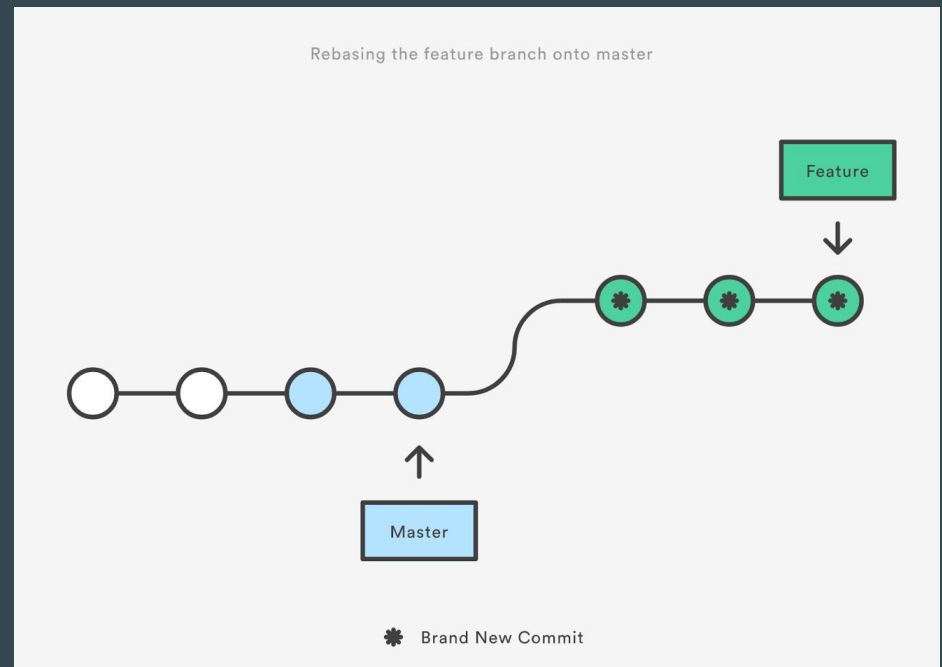 Rebasing the feature branch onto master
Feature
Master
Brand New Commit